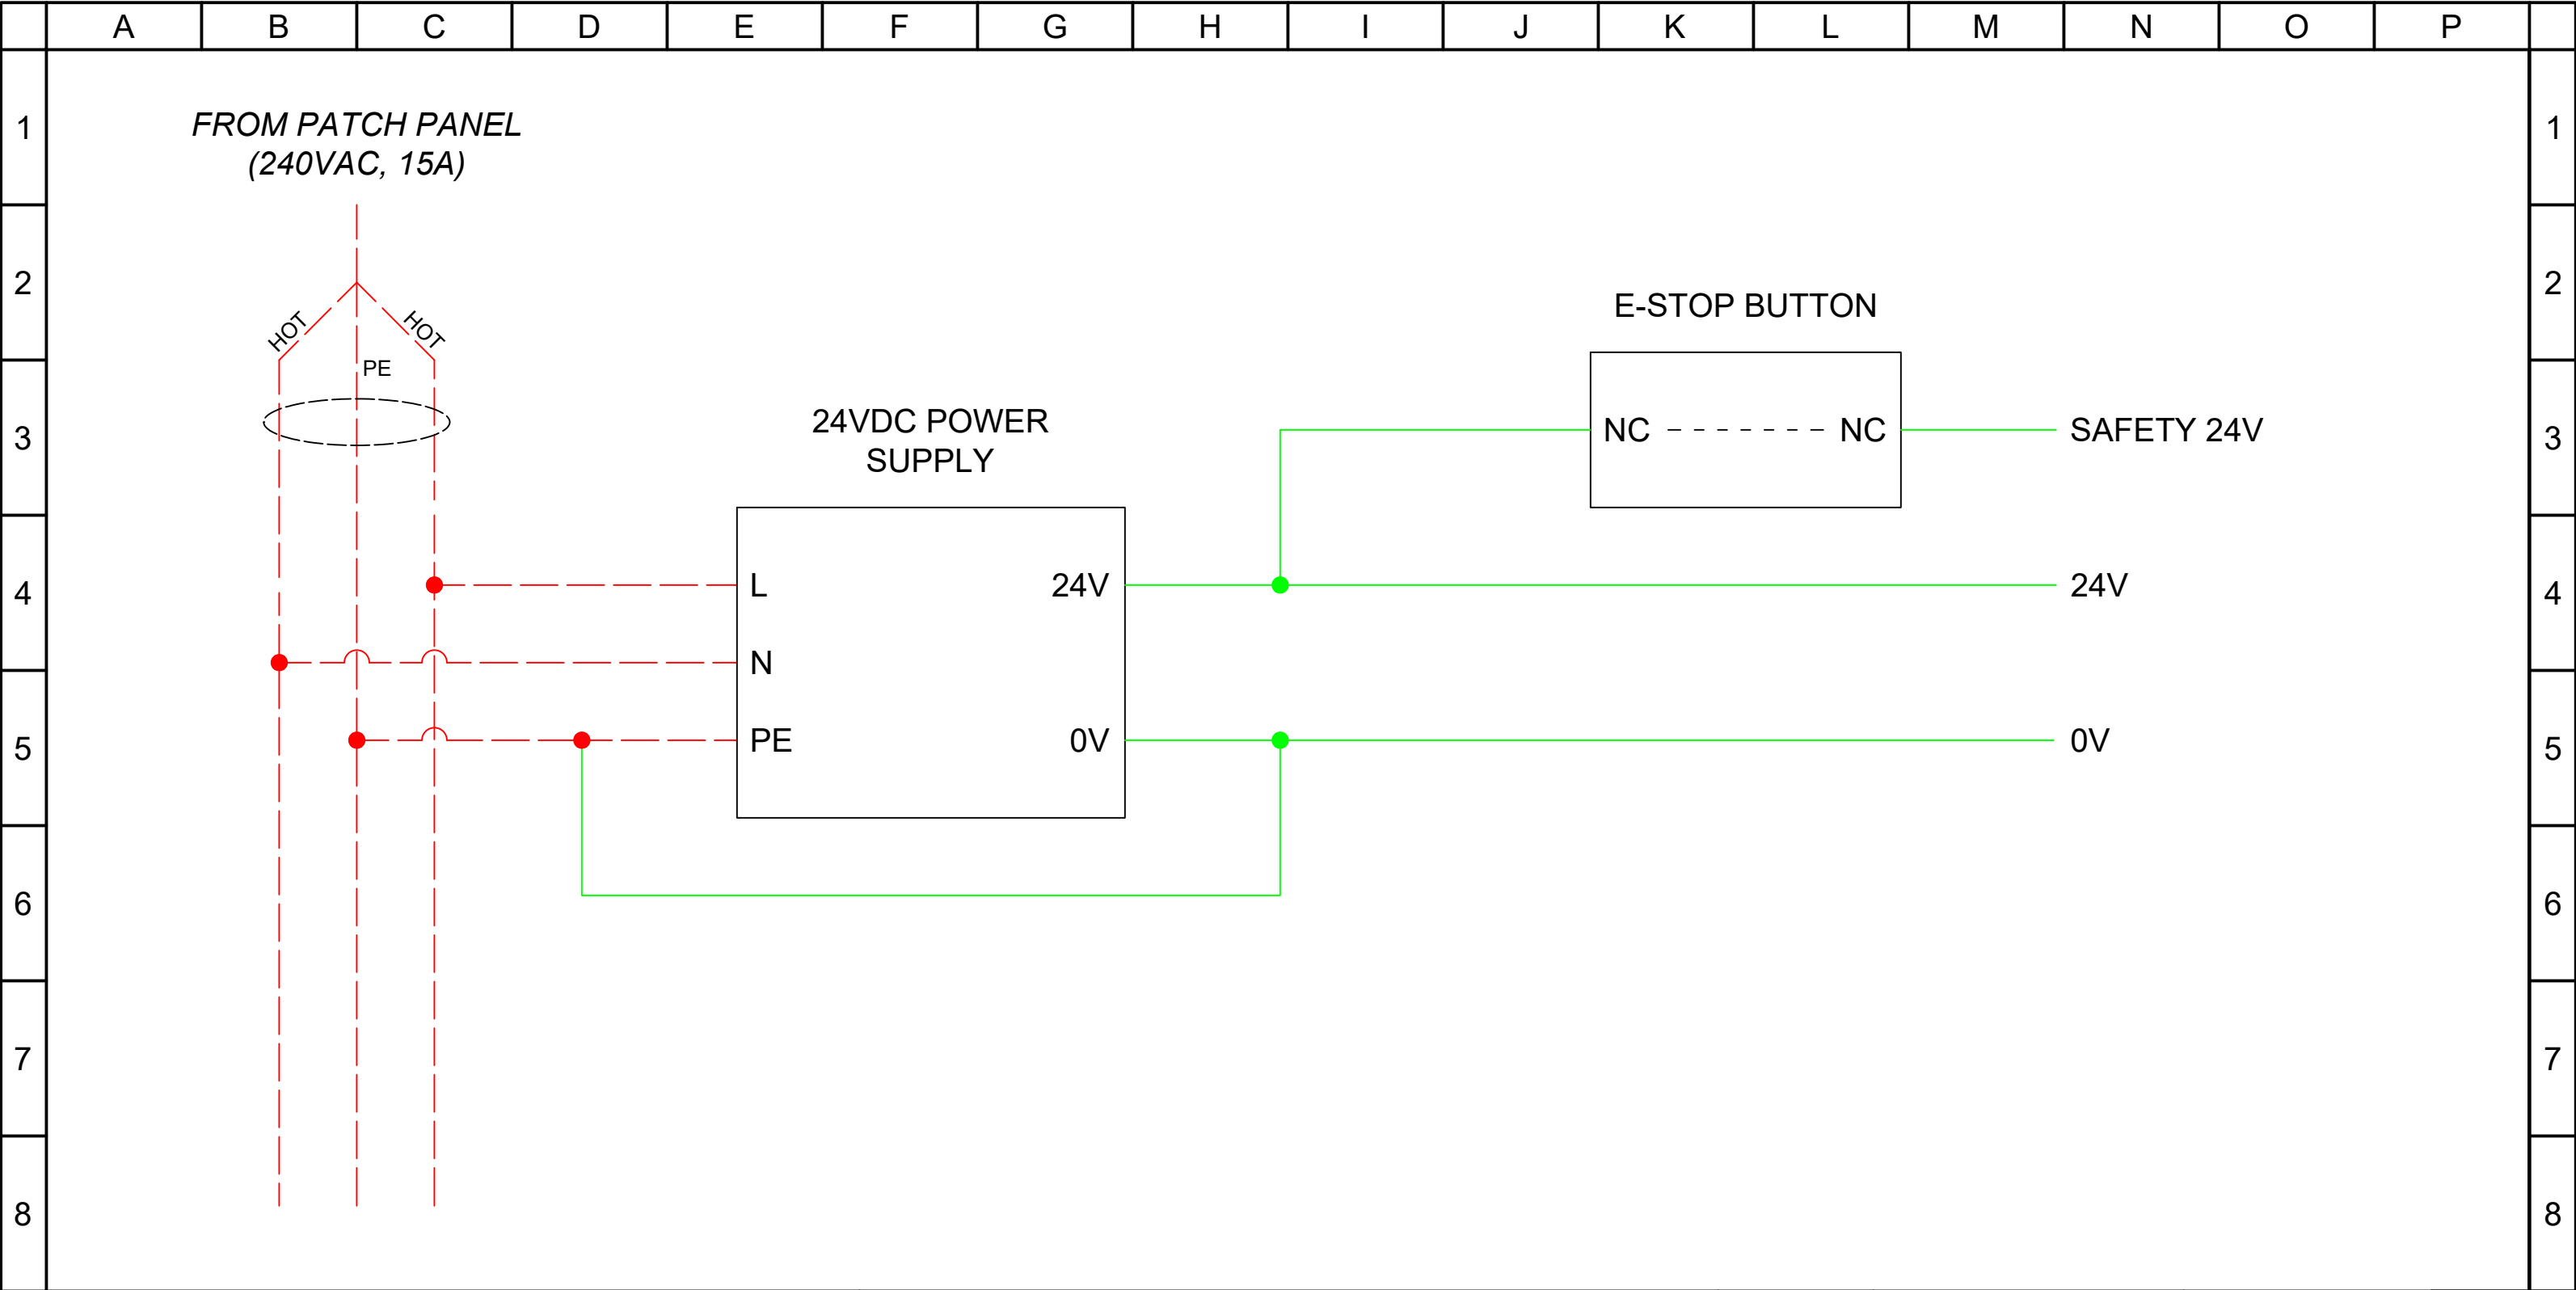 A B C D E F G H I J K L M N O P
1 1
FROM PATCH PANEL
(240VAC, 15A)
2 2
HOT HOT
E-STOP BUTTON
PE
24VDC POWER
SUPPLY
3 NC NC SAFETY 24V 3
4 L 24V 24V 4
N
5 PE 0V 0V 5
6 6
7 7
8 8